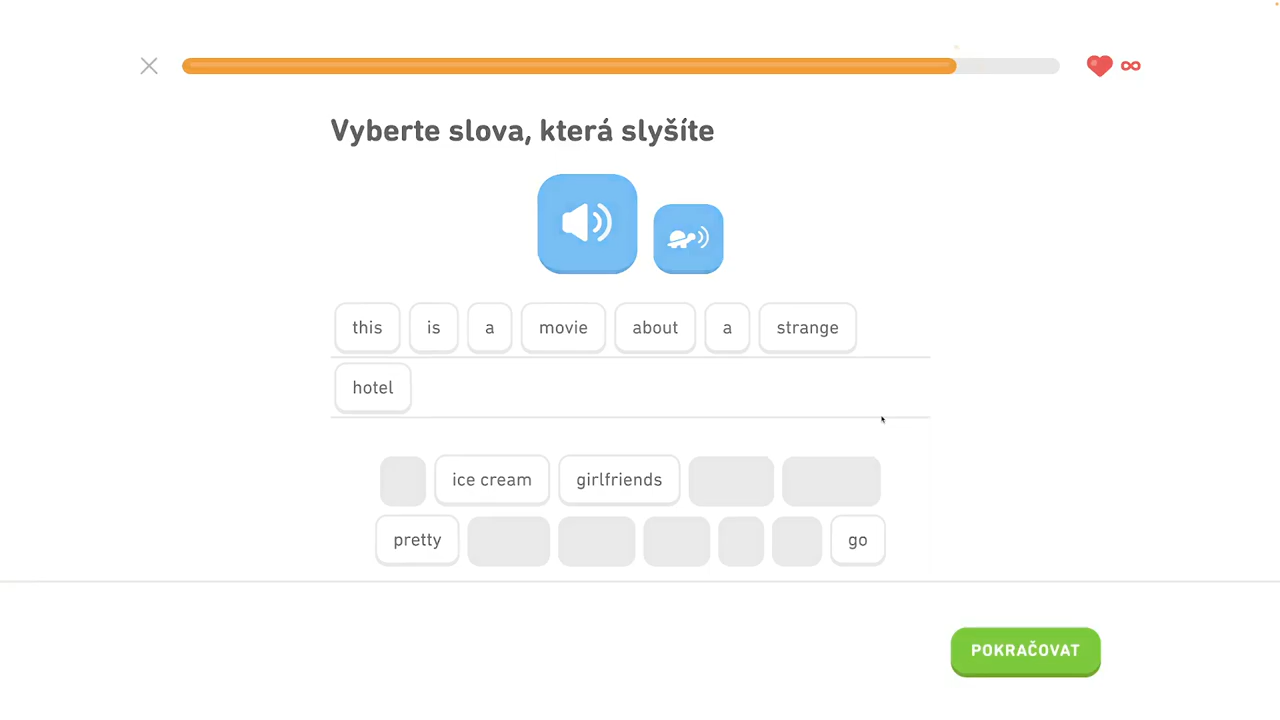 Vyberte slova, která slyšíte
this is a movie about a strange
hotel
ice cream girlfriends
pretty go
POKRAČOVAT